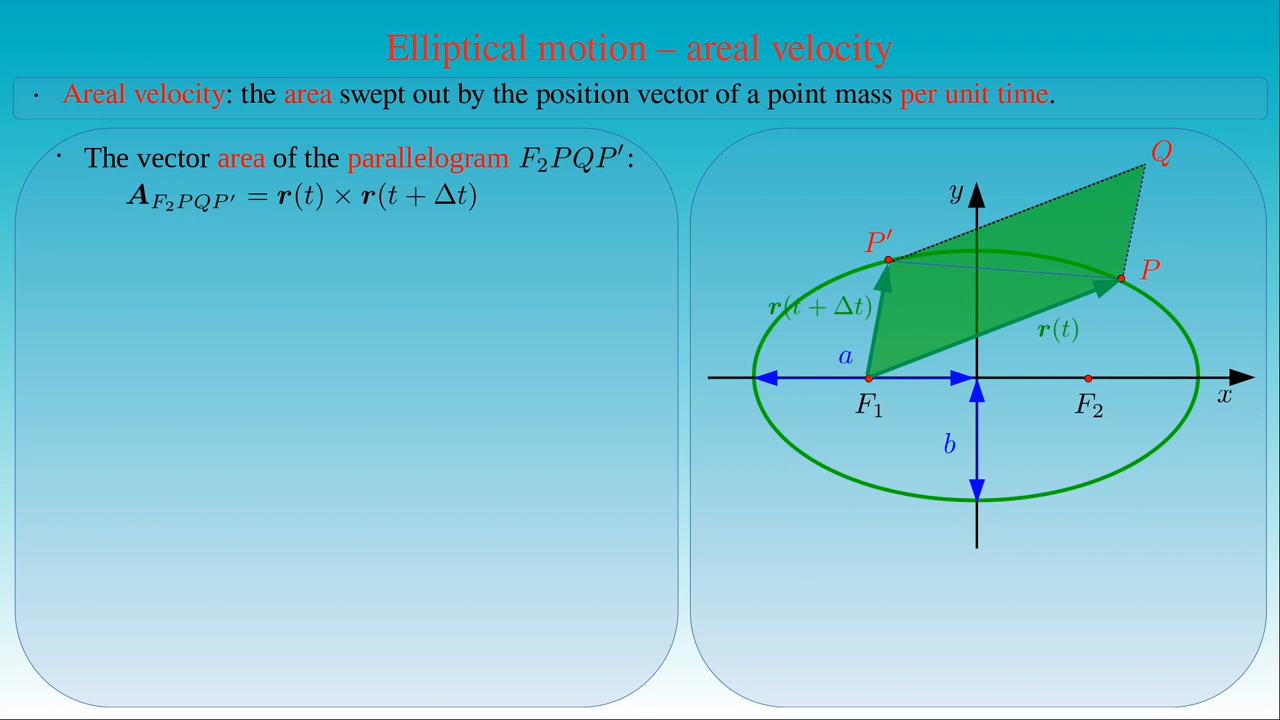 Elliptical motion – areal velocity
· Areal velocity: the area swept out by the position vector of a point mass per unit time.
· The vector area of the parallelogram F₂PQP′:
𝑨_{F₂PQP′} = 𝒓(t) × 𝒓(t + Δt)
Q
y
P′
P
𝒓(t + Δt)
𝒓(t)
a
F₁
F₂
x
b